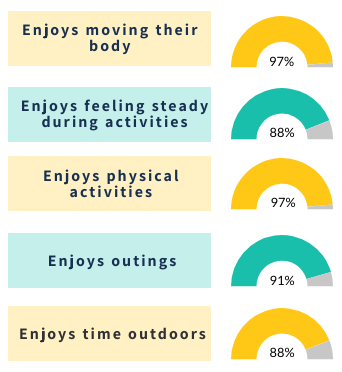 Enjoys moving their
body
97%
Enjoys feeling steady
during activities
88%
Enjoys physical
activities
97%
Enjoys outings
91%
Enjoys time outdoors
88%